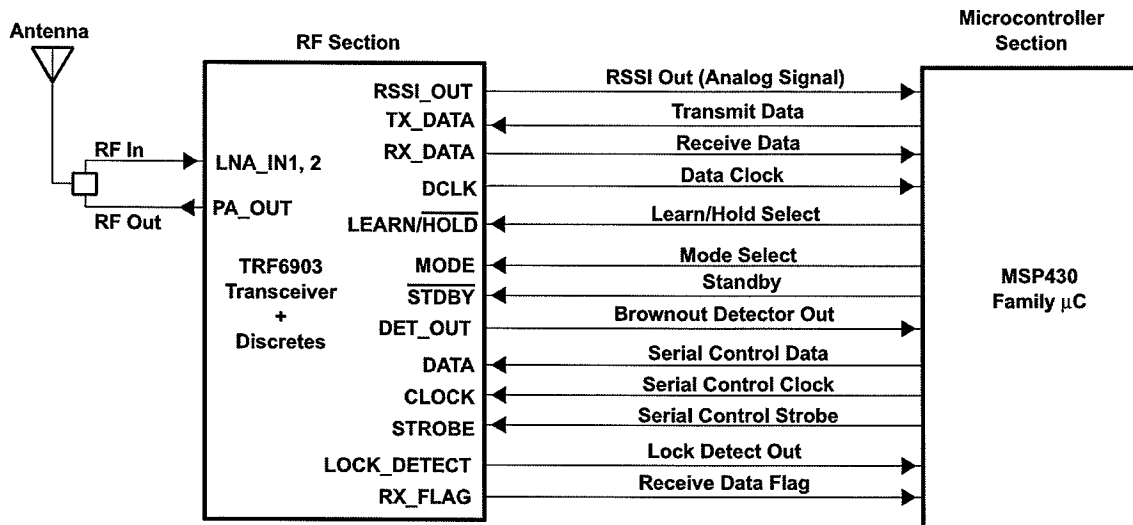 Antenna
RF Section
Microcontroller
Section
RSSI_OUT
RSSI Out (Analog Signal)
TX_DATA
Transmit Data
RF In
LNA_IN1, 2
RX_DATA
Receive Data
DCLK
Data Clock
PA_OUT
RF Out
LEARN/HOLD
Learn/Hold Select
TRF6903
Transceiver
+
Discretes
MODE
Mode Select
STDBY
Standby
MSP430
Family μC
DET_OUT
Brownout Detector Out
DATA
Serial Control Data
CLOCK
Serial Control Clock
STROBE
Serial Control Strobe
LOCK_DETECT
Lock Detect Out
RX_FLAG
Receive Data Flag